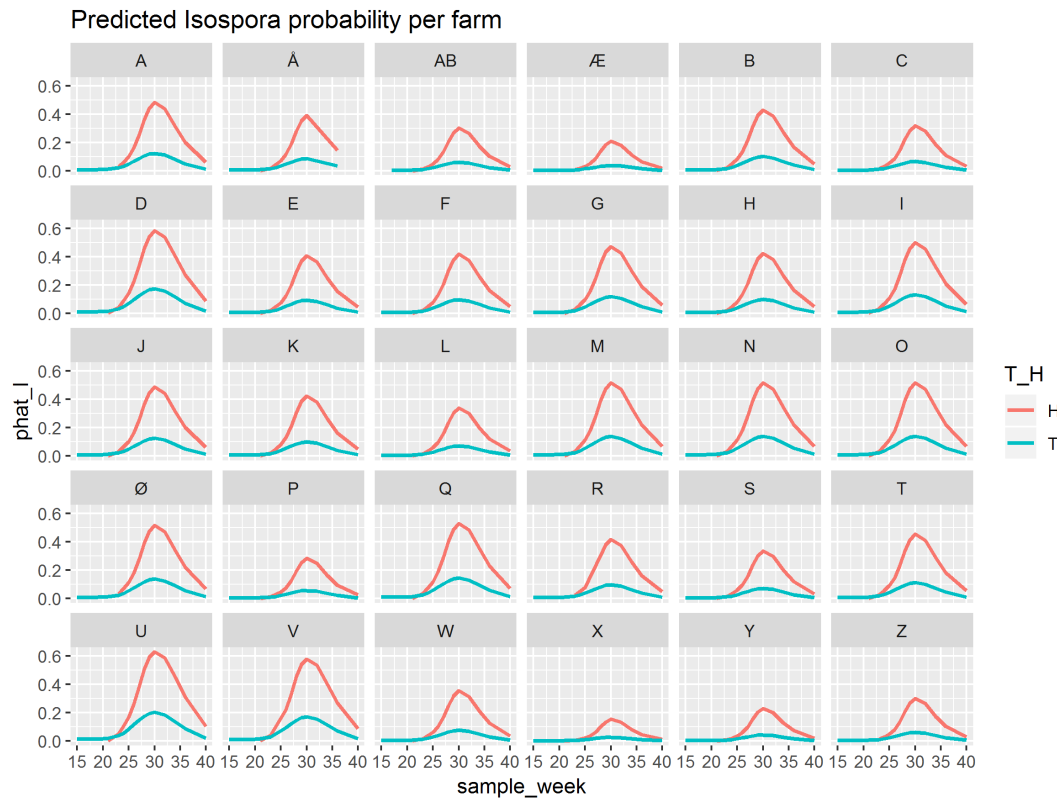 Predicted Isospora probability per farm
A Å AB Æ B C
0.6
0.4
0.2
0.0
D E F G H I
0.6
0.4
0.2
0.0
J K L M N O
0.6
0.4
0.2
0.0
Ø P Q R S T
0.6
0.4
0.2
0.0
U V W X Y Z
0.6
0.4
0.2
0.0
15 20 25 30 35 40 15 20 25 30 35 40 15 20 25 30 35 40 15 20 25 30 35 40 15 20 25 30 35 40 15 20 25 30 35 40
sample_week
phat_I
T_H
H
T